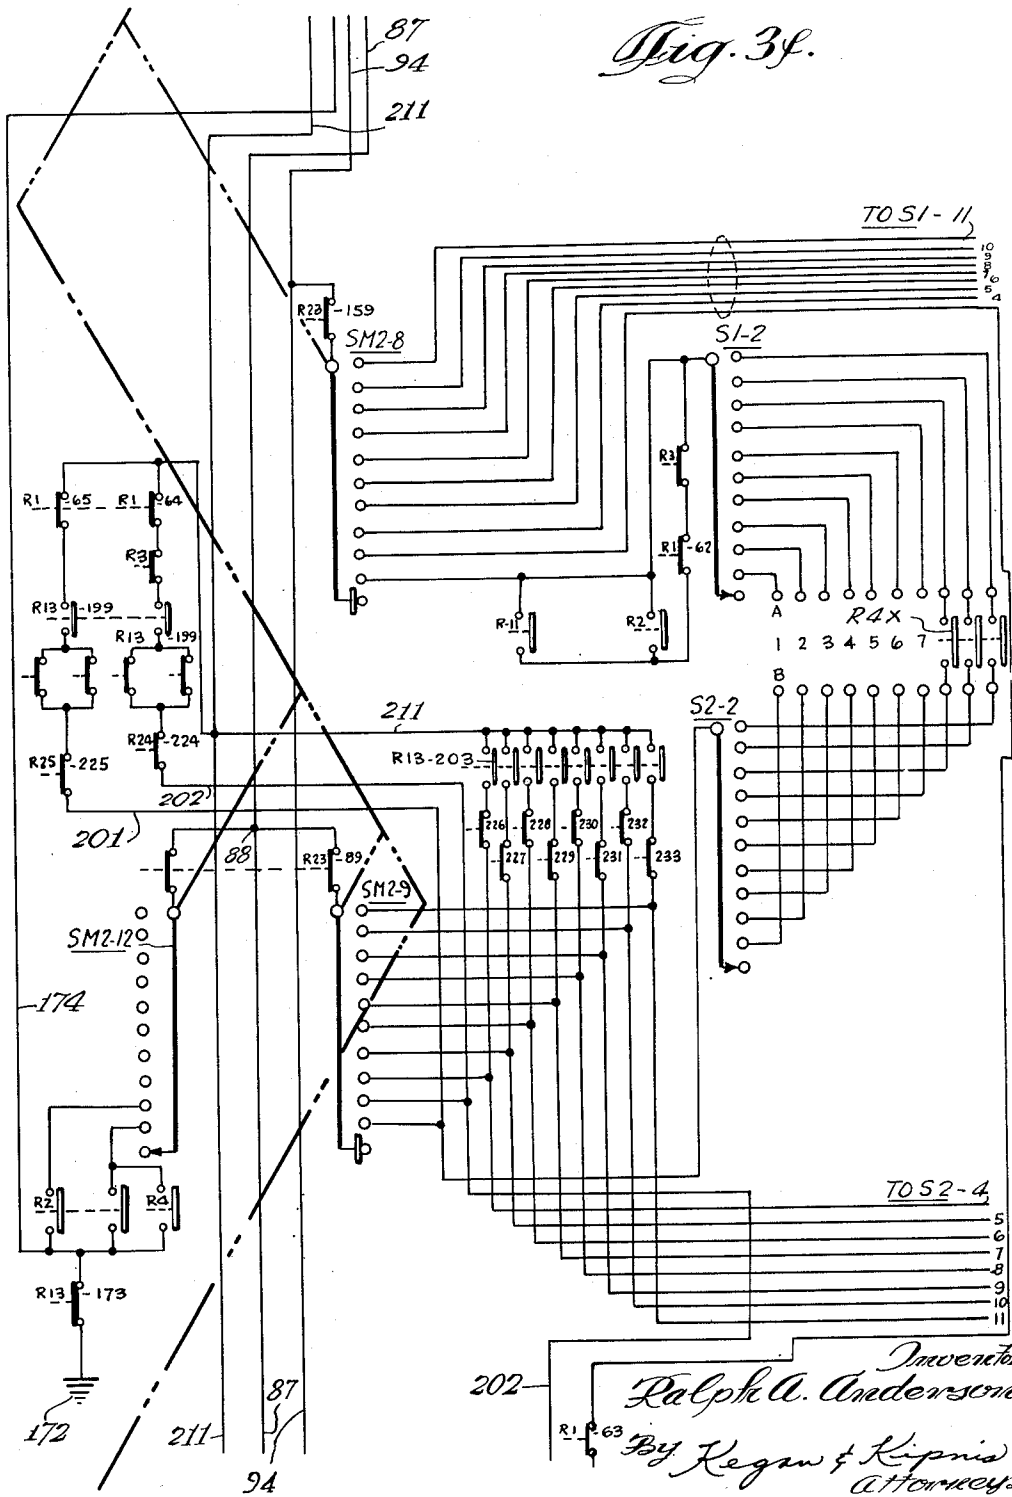 87
Fig. 3f.
94
211
TO S1-11
10
9
8
7 6
5
4
R23 -159
SM2-8
S1-2
R3
R1 -65 R1 -64
R1 -62
R3
R13 -199
R13 -199
R-11
R2
A
R4X
1 2 3 4 5 6 7
B
211
S2-2
R24 -224
R13-203
R25 -225
202
201
226 228 230 232
227 229 231 233
88
R23 -89
SM2-9
SM2-12
174
R2
R4
TO S2-4
5
6
7
8
9
10
11
R13 -173
172
211
87
94
202
R1 -63
Inventor
Ralph A. Anderson
By Kegan & Kipnis
Attorneys